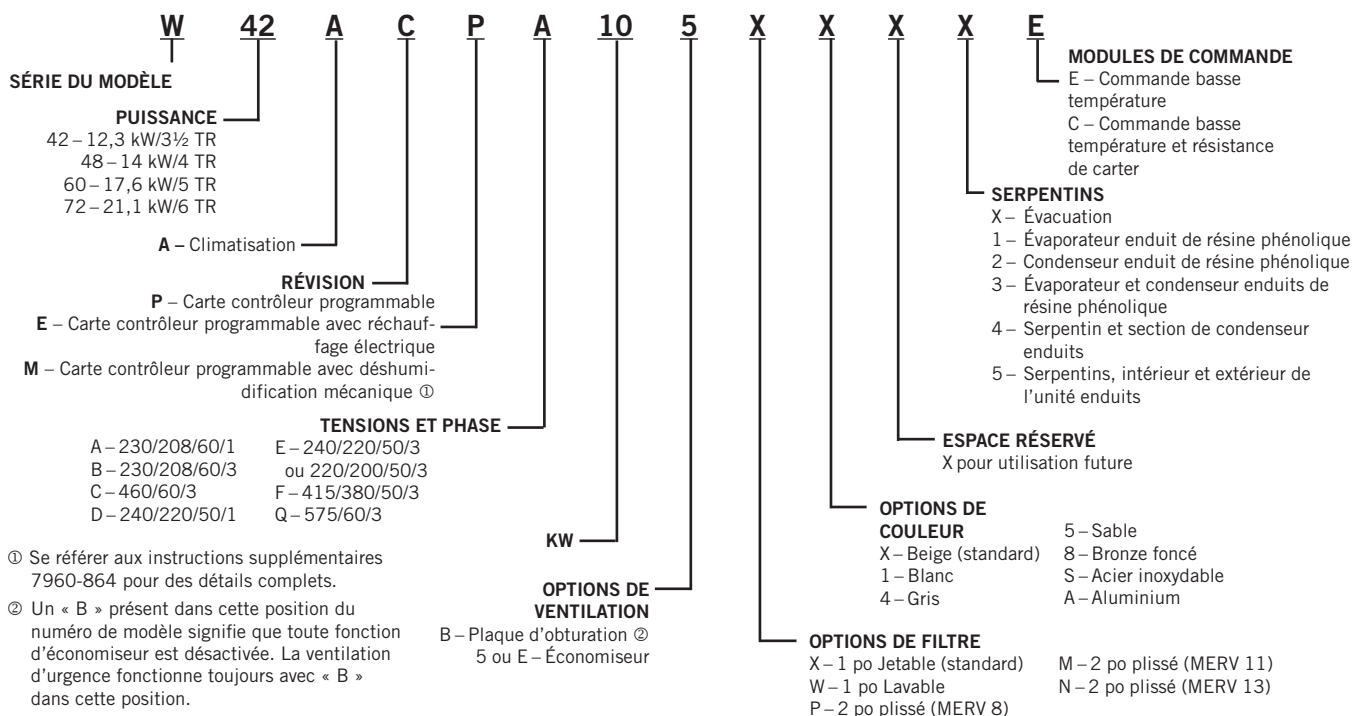 W 42 A C P A 10 5 X X X X E
SÉRIE DU MODÈLE
PUISSANCE
42 – 12,3 kW/3½ TR
48 – 14 kW/4 TR
60 – 17,6 kW/5 TR
72 – 21,1 kW/6 TR
A – Climatisation
RÉVISION
P – Carte contrôleur programmable
E – Carte contrôleur programmable avec réchauf-
fage électrique
M – Carte contrôleur programmable avec déshumi-
dification mécanique ①
TENSIONS ET PHASE
A – 230/208/60/1
B – 230/208/60/3
C – 460/60/3
D – 240/220/50/1
E – 240/220/50/3
ou 220/200/50/3
F – 415/380/50/3
Q – 575/60/3
① Se référer aux instructions supplémentaires
7960-864 pour des détails complets.
② Un « B » présent dans cette position du
numéro de modèle signifie que toute fonction
d'économiseur est désactivée. La ventilation
d'urgence fonctionne toujours avec « B »
dans cette position.
KW
OPTIONS DE
VENTILATION
B – Plaque d'obturation ②
5 ou E – Économiseur
OPTIONS DE FILTRE
X – 1 po Jetable (standard)
W – 1 po Lavable
P – 2 po plissé (MERV 8)
M – 2 po plissé (MERV 11)
N – 2 po plissé (MERV 13)
OPTIONS DE
COULEUR
X – Beige (standard)
1 – Blanc
4 – Gris
5 – Sable
8 – Bronze foncé
S – Acier inoxydable
A – Aluminium
ESPACE RÉSERVÉ
X pour utilisation future
SERPENTINS
X – Évacuation
1 – Évaporateur enduit de résine phénolique
2 – Condenseur enduit de résine phénolique
3 – Évaporateur et condenseur enduits de
résine phénolique
4 – Serpentin et section de condenseur
enduits
5 – Serpentins, intérieur et extérieur de
l'unité enduits
MODULES DE COMMANDE
E – Commande basse
température
C – Commande basse
température et résistance
de carter